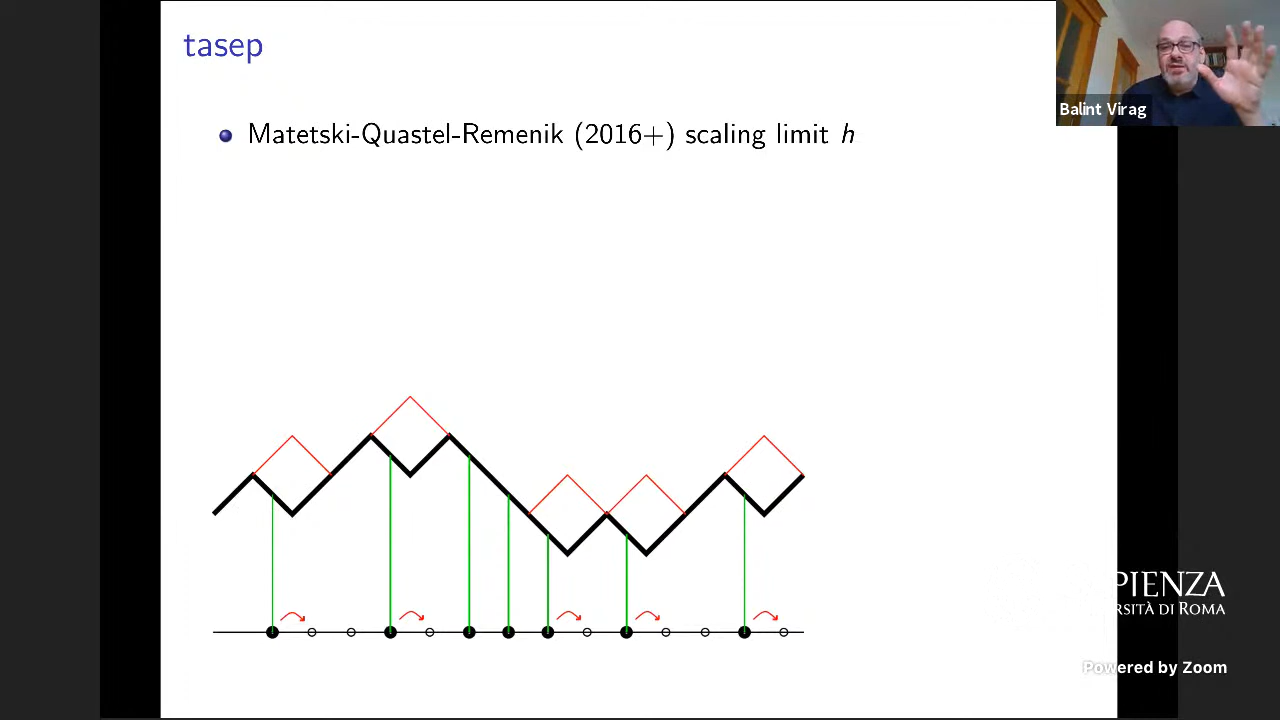 tasep
Balint Virag
Matetski-Quastel-Remenik (2016+) scaling limit h
PIENZA
RSITÀ DI ROMA
Powered by Zoom